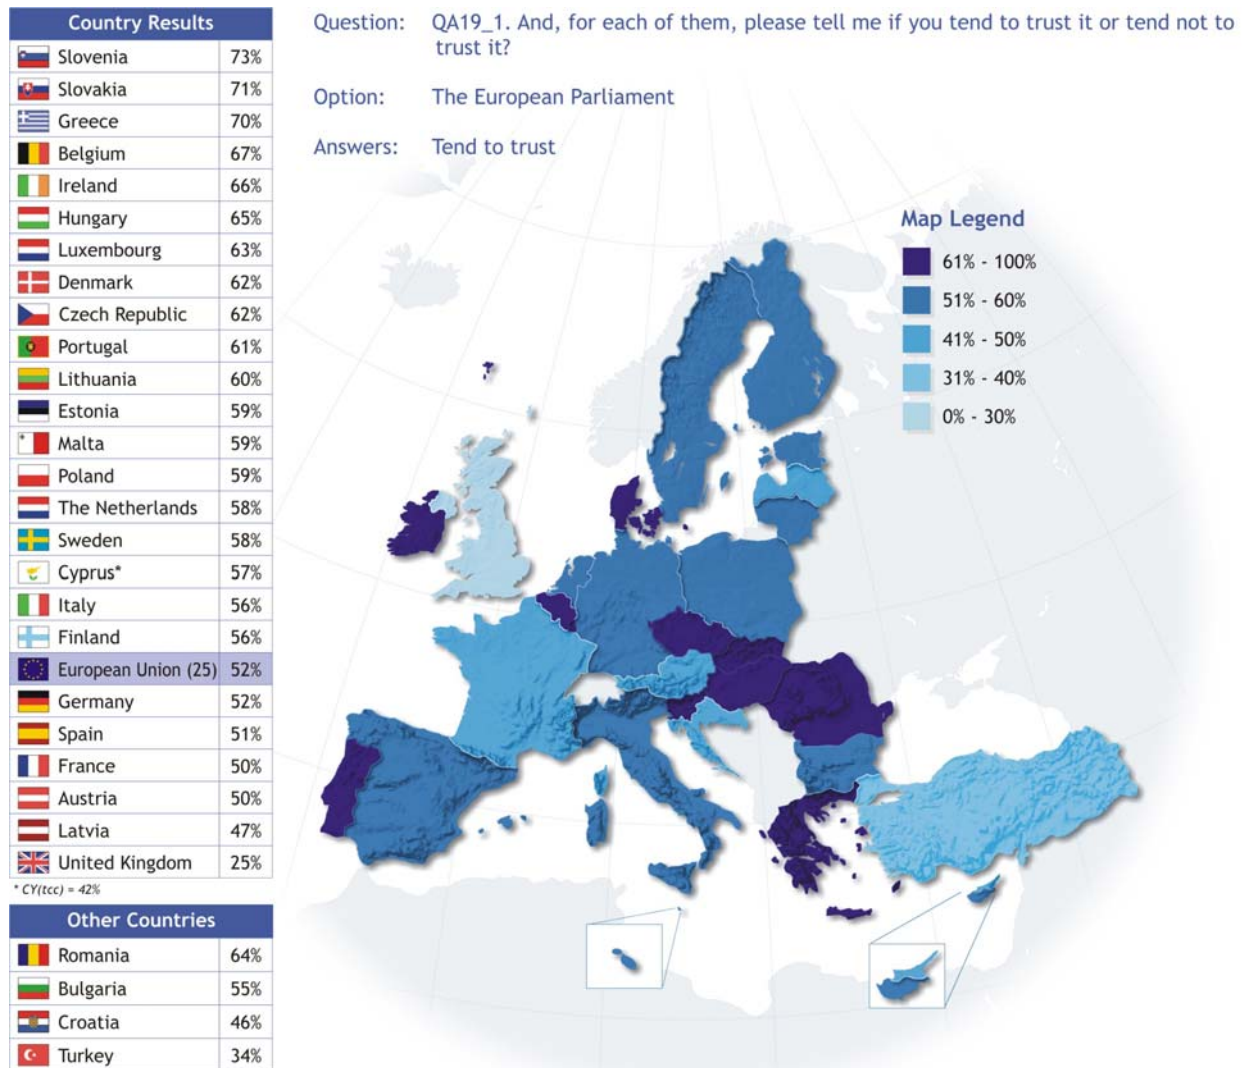 Country Results
Slovenia 73%
Slovakia 71%
Greece 70%
Belgium 67%
Ireland 66%
Hungary 65%
Luxembourg 63%
Denmark 62%
Czech Republic 62%
Portugal 61%
Lithuania 60%
Estonia 59%
Malta 59%
Poland 59%
The Netherlands 58%
Sweden 58%
Cyprus* 57%
Italy 56%
Finland 56%
European Union (25) 52%
Germany 52%
Spain 51%
France 50%
Austria 50%
Latvia 47%
United Kingdom 25%
* CY(tcc) = 42%
Other Countries
Romania 64%
Bulgaria 55%
Croatia 46%
Turkey 34%
Question: QA19_1. And, for each of them, please tell me if you tend to trust it or tend not to
trust it?
Option: The European Parliament
Answers: Tend to trust
Map Legend
61% - 100%
51% - 60%
41% - 50%
31% - 40%
0% - 30%